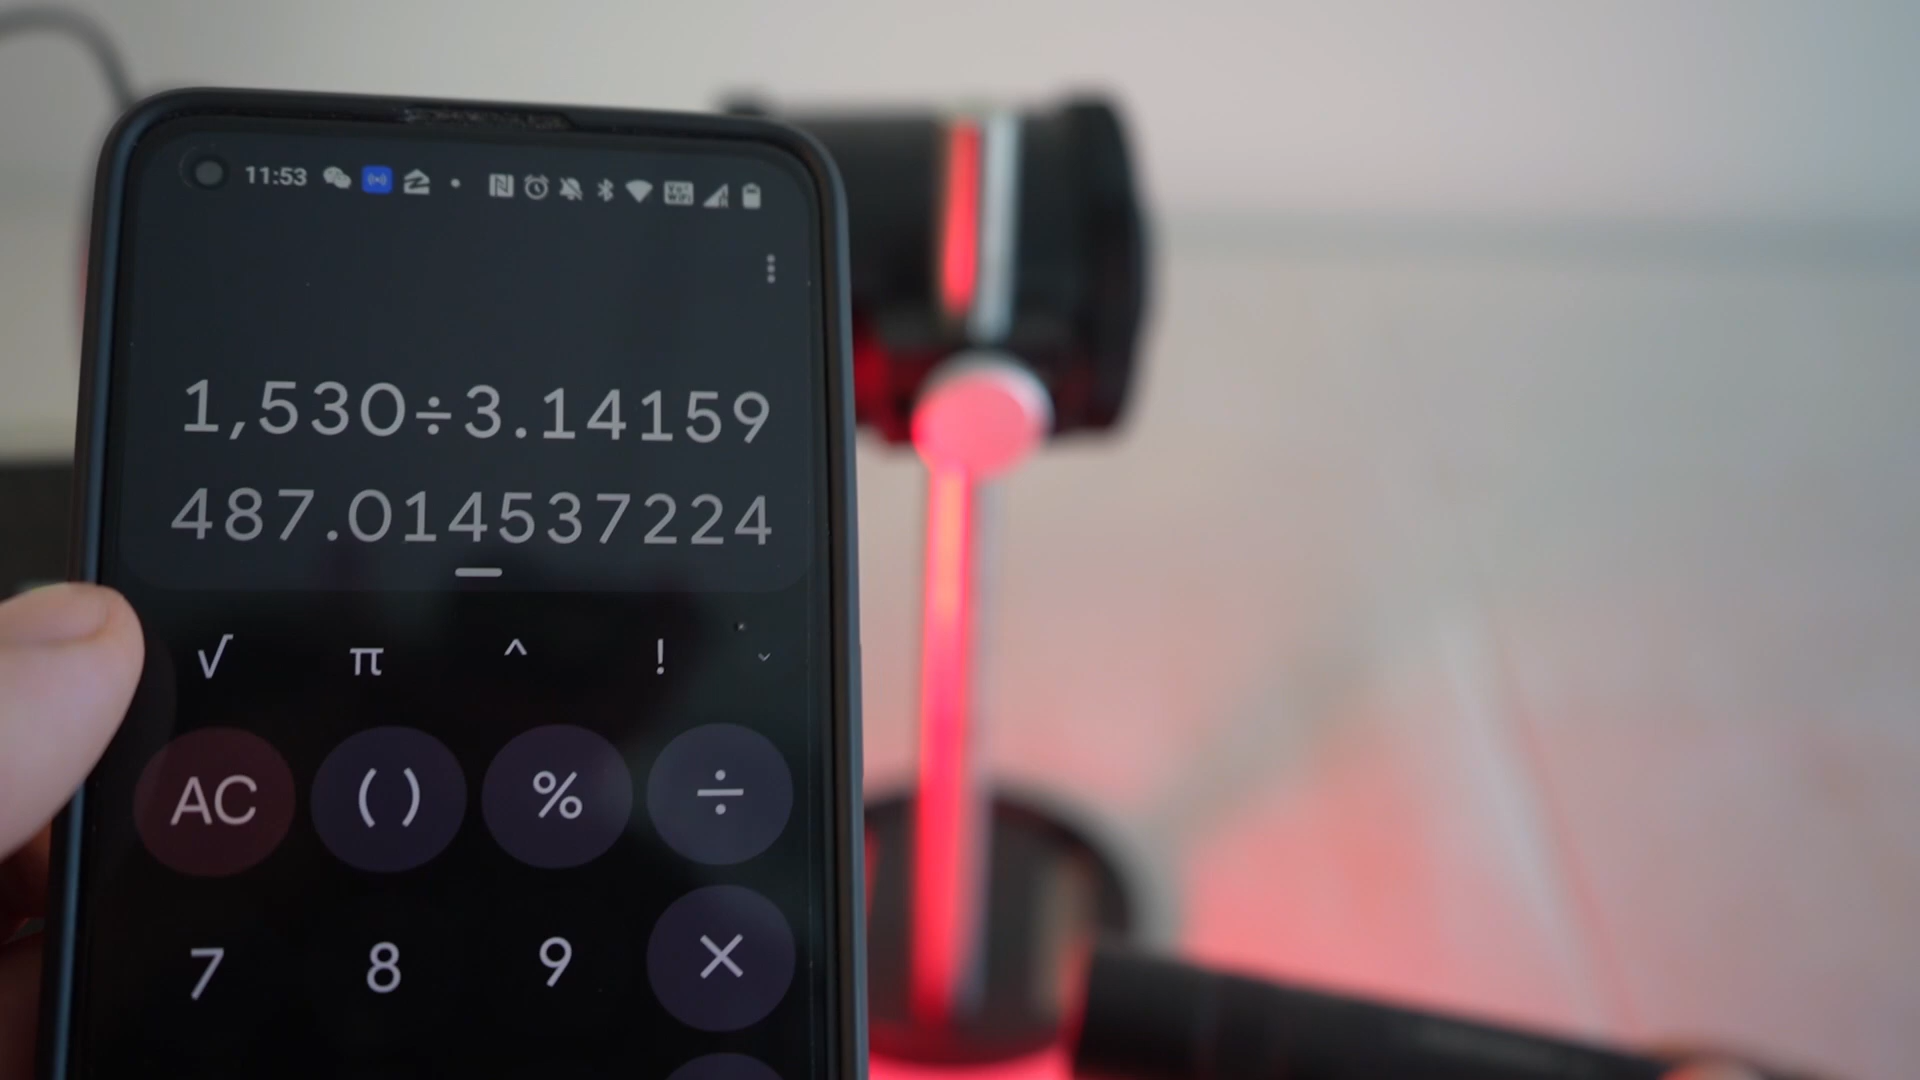 11:53
1,530÷3.14159
487.014537224
√ π ^ !
AC ( ) % ÷
7 8 9 ×